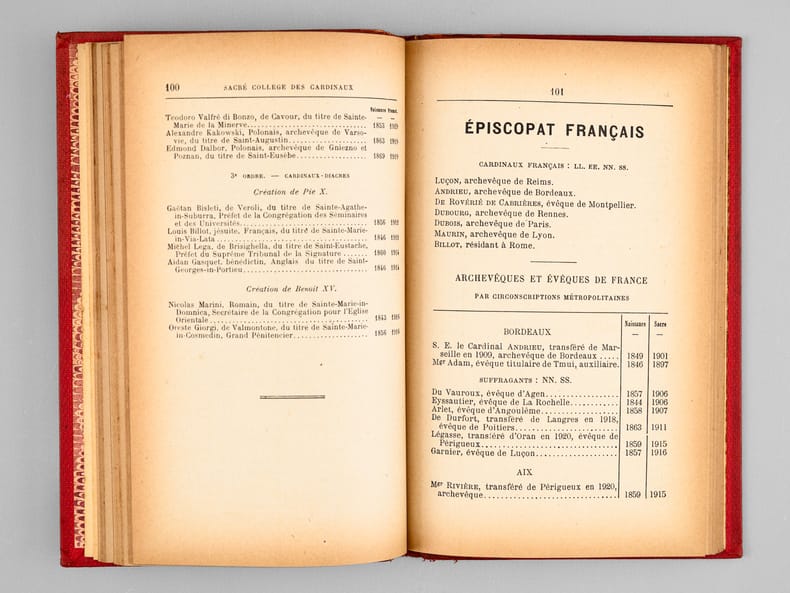 100 SACRÉ COLLEGE DES CARDINAUX
Naissance Promot.
— —
Teodoro Valfré di Bonzo, de Cavour, du titre de Sainte-
Marie de la Minerve 1853 1919
Alexandre Kakowski, Polonais, archevêque de Varso-
vie, du titre de Saint-Augustin 1862 1919
Edmond Dalbor, Polonais, archevêque de Gniezno et
Poznan, du titre de Saint-Eusèbe 1869 1919
3e ORDRE. — CARDINAUX-DIACRES
Création de Pie X.
Gaëtan Bisleti, de Veroli, du titre de Sainte-Agathe-
in-Suburra, Préfet de la Congrégation des Séminaires
et des Universités 1856 1911
Louis Billot, jésuite, Français, du titre de Sainte-Marie-
in-Via-Lata 1846 1911
Michel Lega, de Brisighella, du titre de Saint-Eustache,
Préfet du Suprême Tribunal de la Signature 1860 1914
Aidan Gasquet, bénédictin, Anglais du titre de Saint-
Georges-in-Portico 1846 1914
Création de Benoit XV.
Nicolas Marini, Romain, du titre de Sainte-Marie-in-
Domnica, Secrétaire de la Congrégation pour l'Eglise
Orientale 1843 1916
Oreste Giorgi, de Valmontone, du titre de Sainte-Marie-
in-Cosmedin, Grand Pénitencier 1856 1916
101
ÉPISCOPAT FRANÇAIS
CARDINAUX FRANÇAIS : LL. EE. NN. SS.
LUÇON, archevêque de Reims.
ANDRIEU, archevêque de Bordeaux.
DE ROVÉRIÉ DE CABRIÈRES, évêque de Montpellier.
DUBOURG, archevêque de Rennes.
DUBOIS, archevêque de Paris.
MAURIN, archevêque de Lyon.
BILLOT, résidant à Rome.
ARCHEVÊQUES ET ÉVÊQUES DE FRANCE
PAR CIRCONSCRIPTIONS MÉTROPOLITAINES
Naissance Sacre
— —
BORDEAUX
S. E. le Cardinal ANDRIEU, transféré de Mar-
seille en 1909, archevêque de Bordeaux ..... 1849 1901
Mgr Adam, évêque titulaire de Tmui, auxiliaire. 1846 1897
SUFFRAGANTS : NN. SS.
Du Vauroux, évêque d'Agen 1857 1906
Eyssautier, évêque de La Rochelle 1844 1906
Arlet, évêque d'Angoulême 1858 1907
De Durfort, transféré de Langres en 1918,
évêque de Poitiers 1863 1911
Légasse, transféré d'Oran en 1920, évêque de
Périgueux 1859 1915
Garnier, évêque de Luçon 1857 1916
AIX
Mgr RIVIÈRE, transféré de Périgueux en 1920,
archevêque 1859 1915